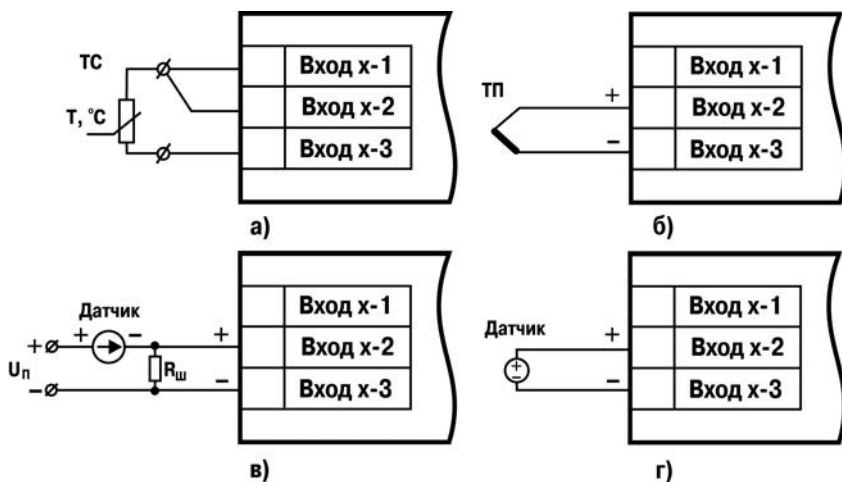 ТС
Т, °C
Вход x-1
Вход x-2
Вход x-3
а)
ТП
+
–
Вход x-1
Вход x-2
Вход x-3
б)
Датчик
+ + – +
Uп Rш
– –
Вход x-1
Вход x-2
Вход x-3
в)
Датчик
+
+
–
–
Вход x-1
Вход x-2
Вход x-3
г)